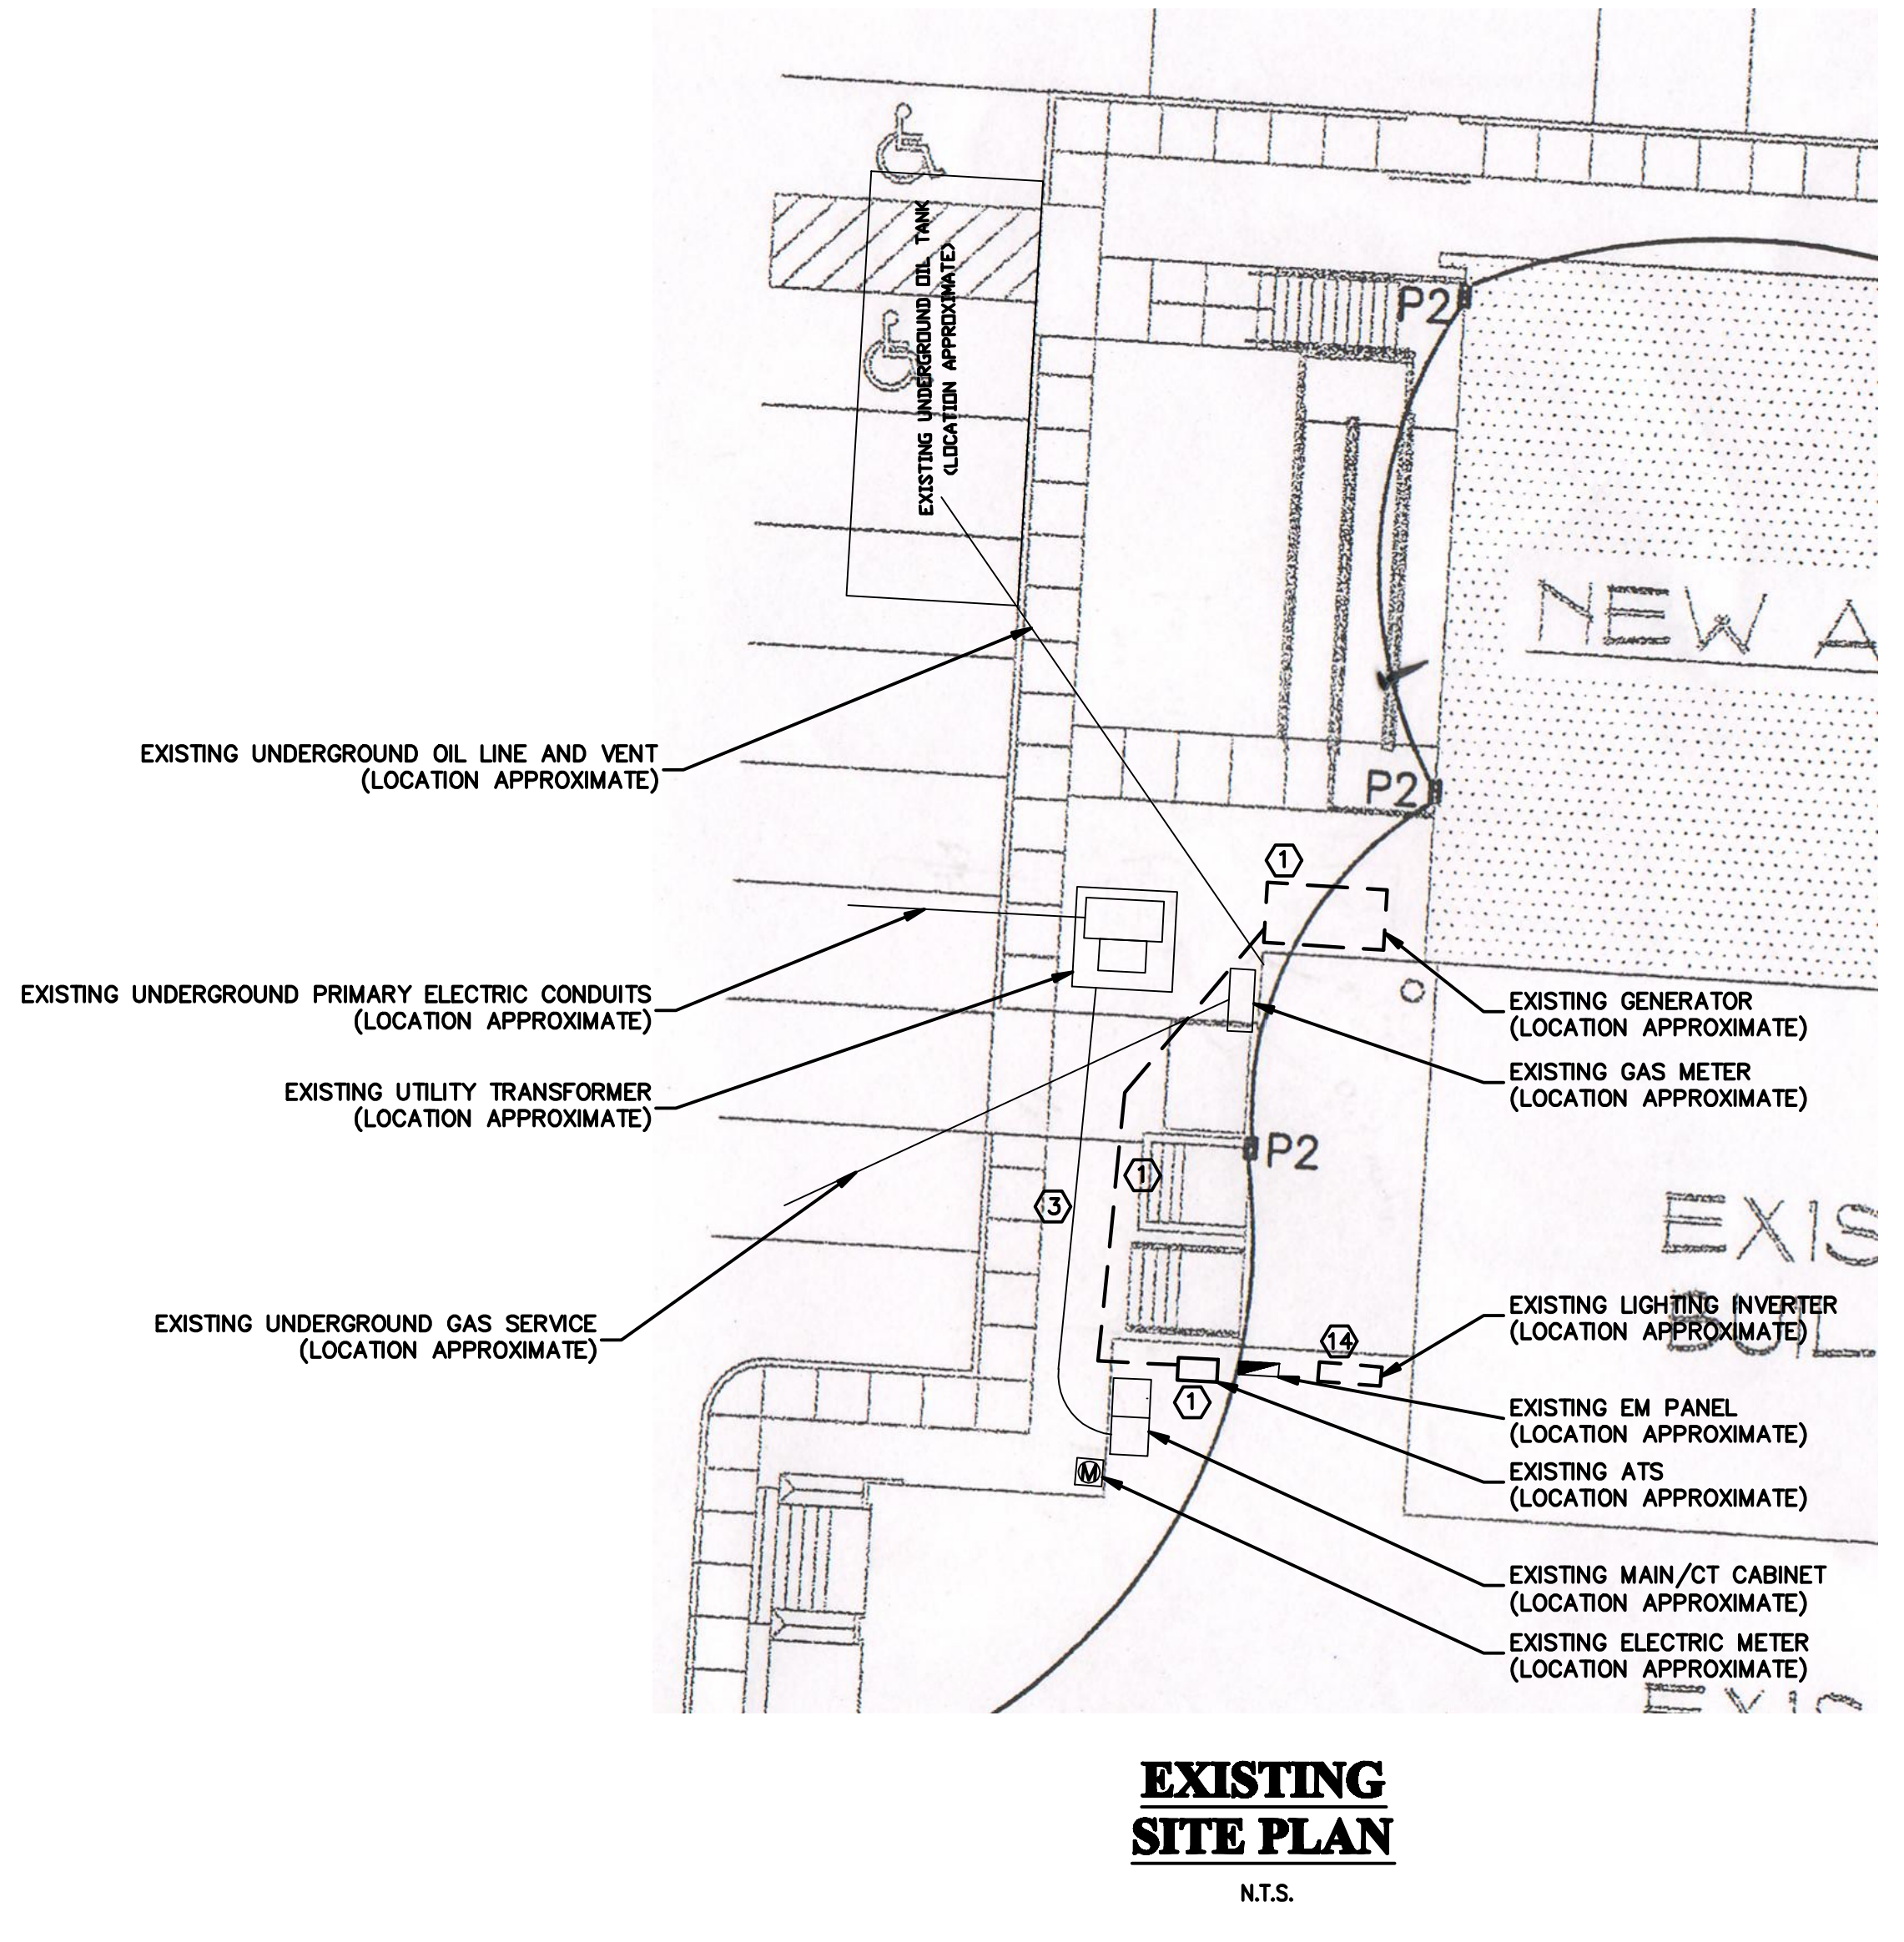 EXISTING UNDERGROUND OIL TANK
(LOCATION APPROXIMATE)
P2
NEW A
EXISTING UNDERGROUND OIL LINE AND VENT
(LOCATION APPROXIMATE)
P2
1
EXISTING UNDERGROUND PRIMARY ELECTRIC CONDUITS
(LOCATION APPROXIMATE)
EXISTING GENERATOR
(LOCATION APPROXIMATE)
EXISTING GAS METER
(LOCATION APPROXIMATE)
EXISTING UTILITY TRANSFORMER
(LOCATION APPROXIMATE)
P2
1
3
EXIS
BUIL
EXISTING LIGHTING INVERTER
(LOCATION APPROXIMATE)
EXISTING UNDERGROUND GAS SERVICE
(LOCATION APPROXIMATE)
14
1
EXISTING EM PANEL
(LOCATION APPROXIMATE)
M
EXISTING ATS
(LOCATION APPROXIMATE)
EXISTING MAIN/CT CABINET
(LOCATION APPROXIMATE)
EXISTING ELECTRIC METER
(LOCATION APPROXIMATE)
EXISTING
SITE PLAN
N.T.S.